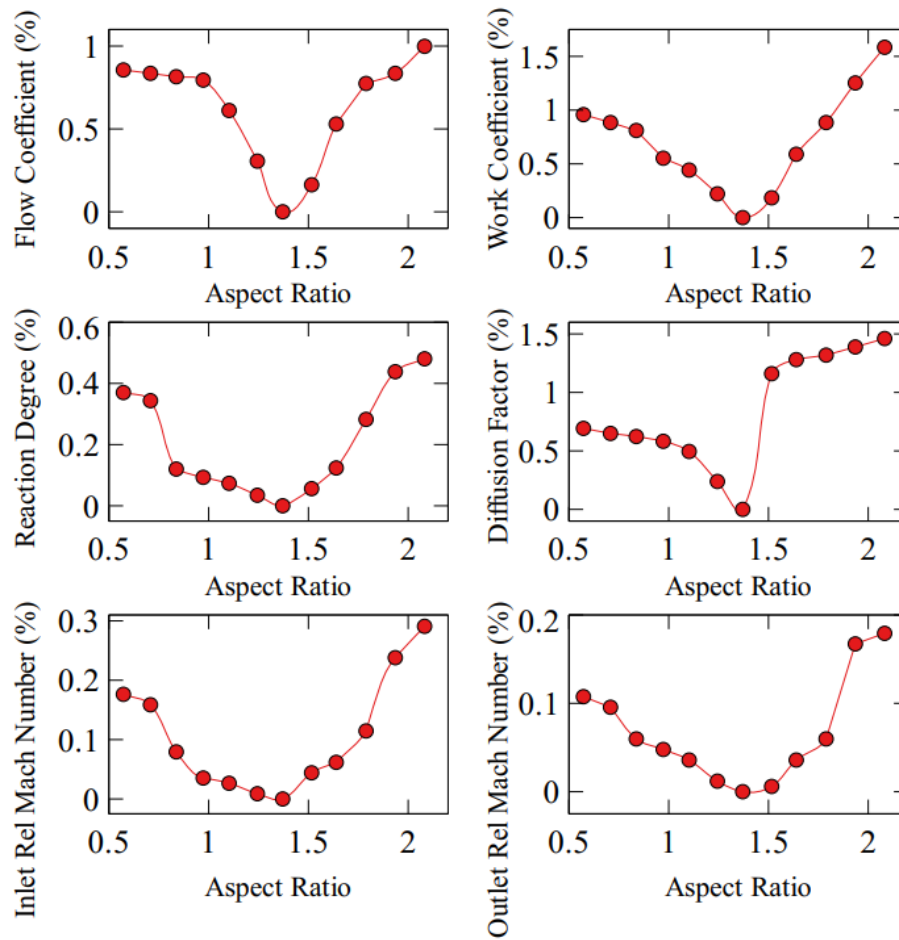 Flow Coefficient (%)
1
0.5
0
0.5 1 1.5 2
Aspect Ratio
Work Coefficient (%)
1.5
1
0.5
0
0.5 1 1.5 2
Aspect Ratio
Reaction Degree (%)
0.6
0.4
0.2
0
0.5 1 1.5 2
Aspect Ratio
Diffusion Factor (%)
1.5
1
0.5
0
0.5 1 1.5 2
Aspect Ratio
Inlet Rel Mach Number (%)
0.3
0.2
0.1
0
0.5 1 1.5 2
Aspect Ratio
Outlet Rel Mach Number (%)
0.2
0.1
0
0.5 1 1.5 2
Aspect Ratio